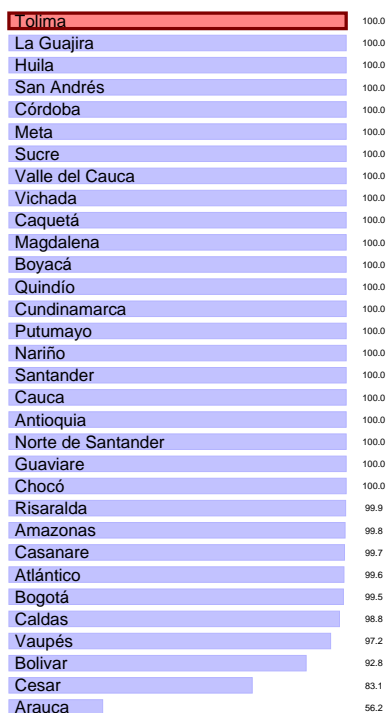 Tolima 100.0
La Guajira 100.0
Huila 100.0
San Andrés 100.0
Córdoba 100.0
Meta 100.0
Sucre 100.0
Valle del Cauca 100.0
Vichada 100.0
Caquetá 100.0
Magdalena 100.0
Boyacá 100.0
Quindío 100.0
Cundinamarca 100.0
Putumayo 100.0
Nariño 100.0
Santander 100.0
Cauca 100.0
Antioquia 100.0
Norte de Santander 100.0
Guaviare 100.0
Chocó 100.0
Risaralda 99.9
Amazonas 99.8
Casanare 99.7
Atlántico 99.6
Bogotá 99.5
Caldas 98.8
Vaupés 97.2
Bolivar 92.8
Cesar 83.1
Arauca 56.2